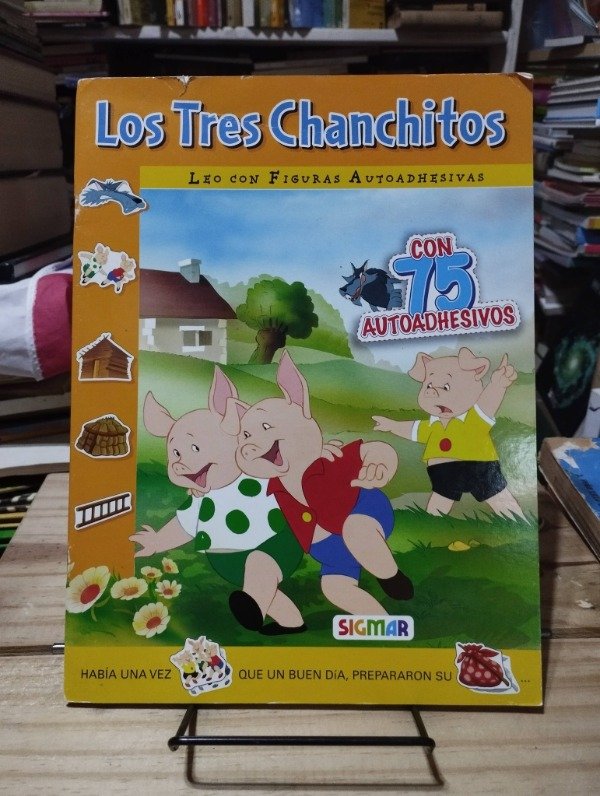 Los Tres Chanchitos
LEO CON FIGURAS AUTOADHESIVAS
CON
75
AUTOADHESIVOS
SIGMAR
HABÍA UNA VEZ QUE UN BUEN DÍA, PREPARARON SU ...